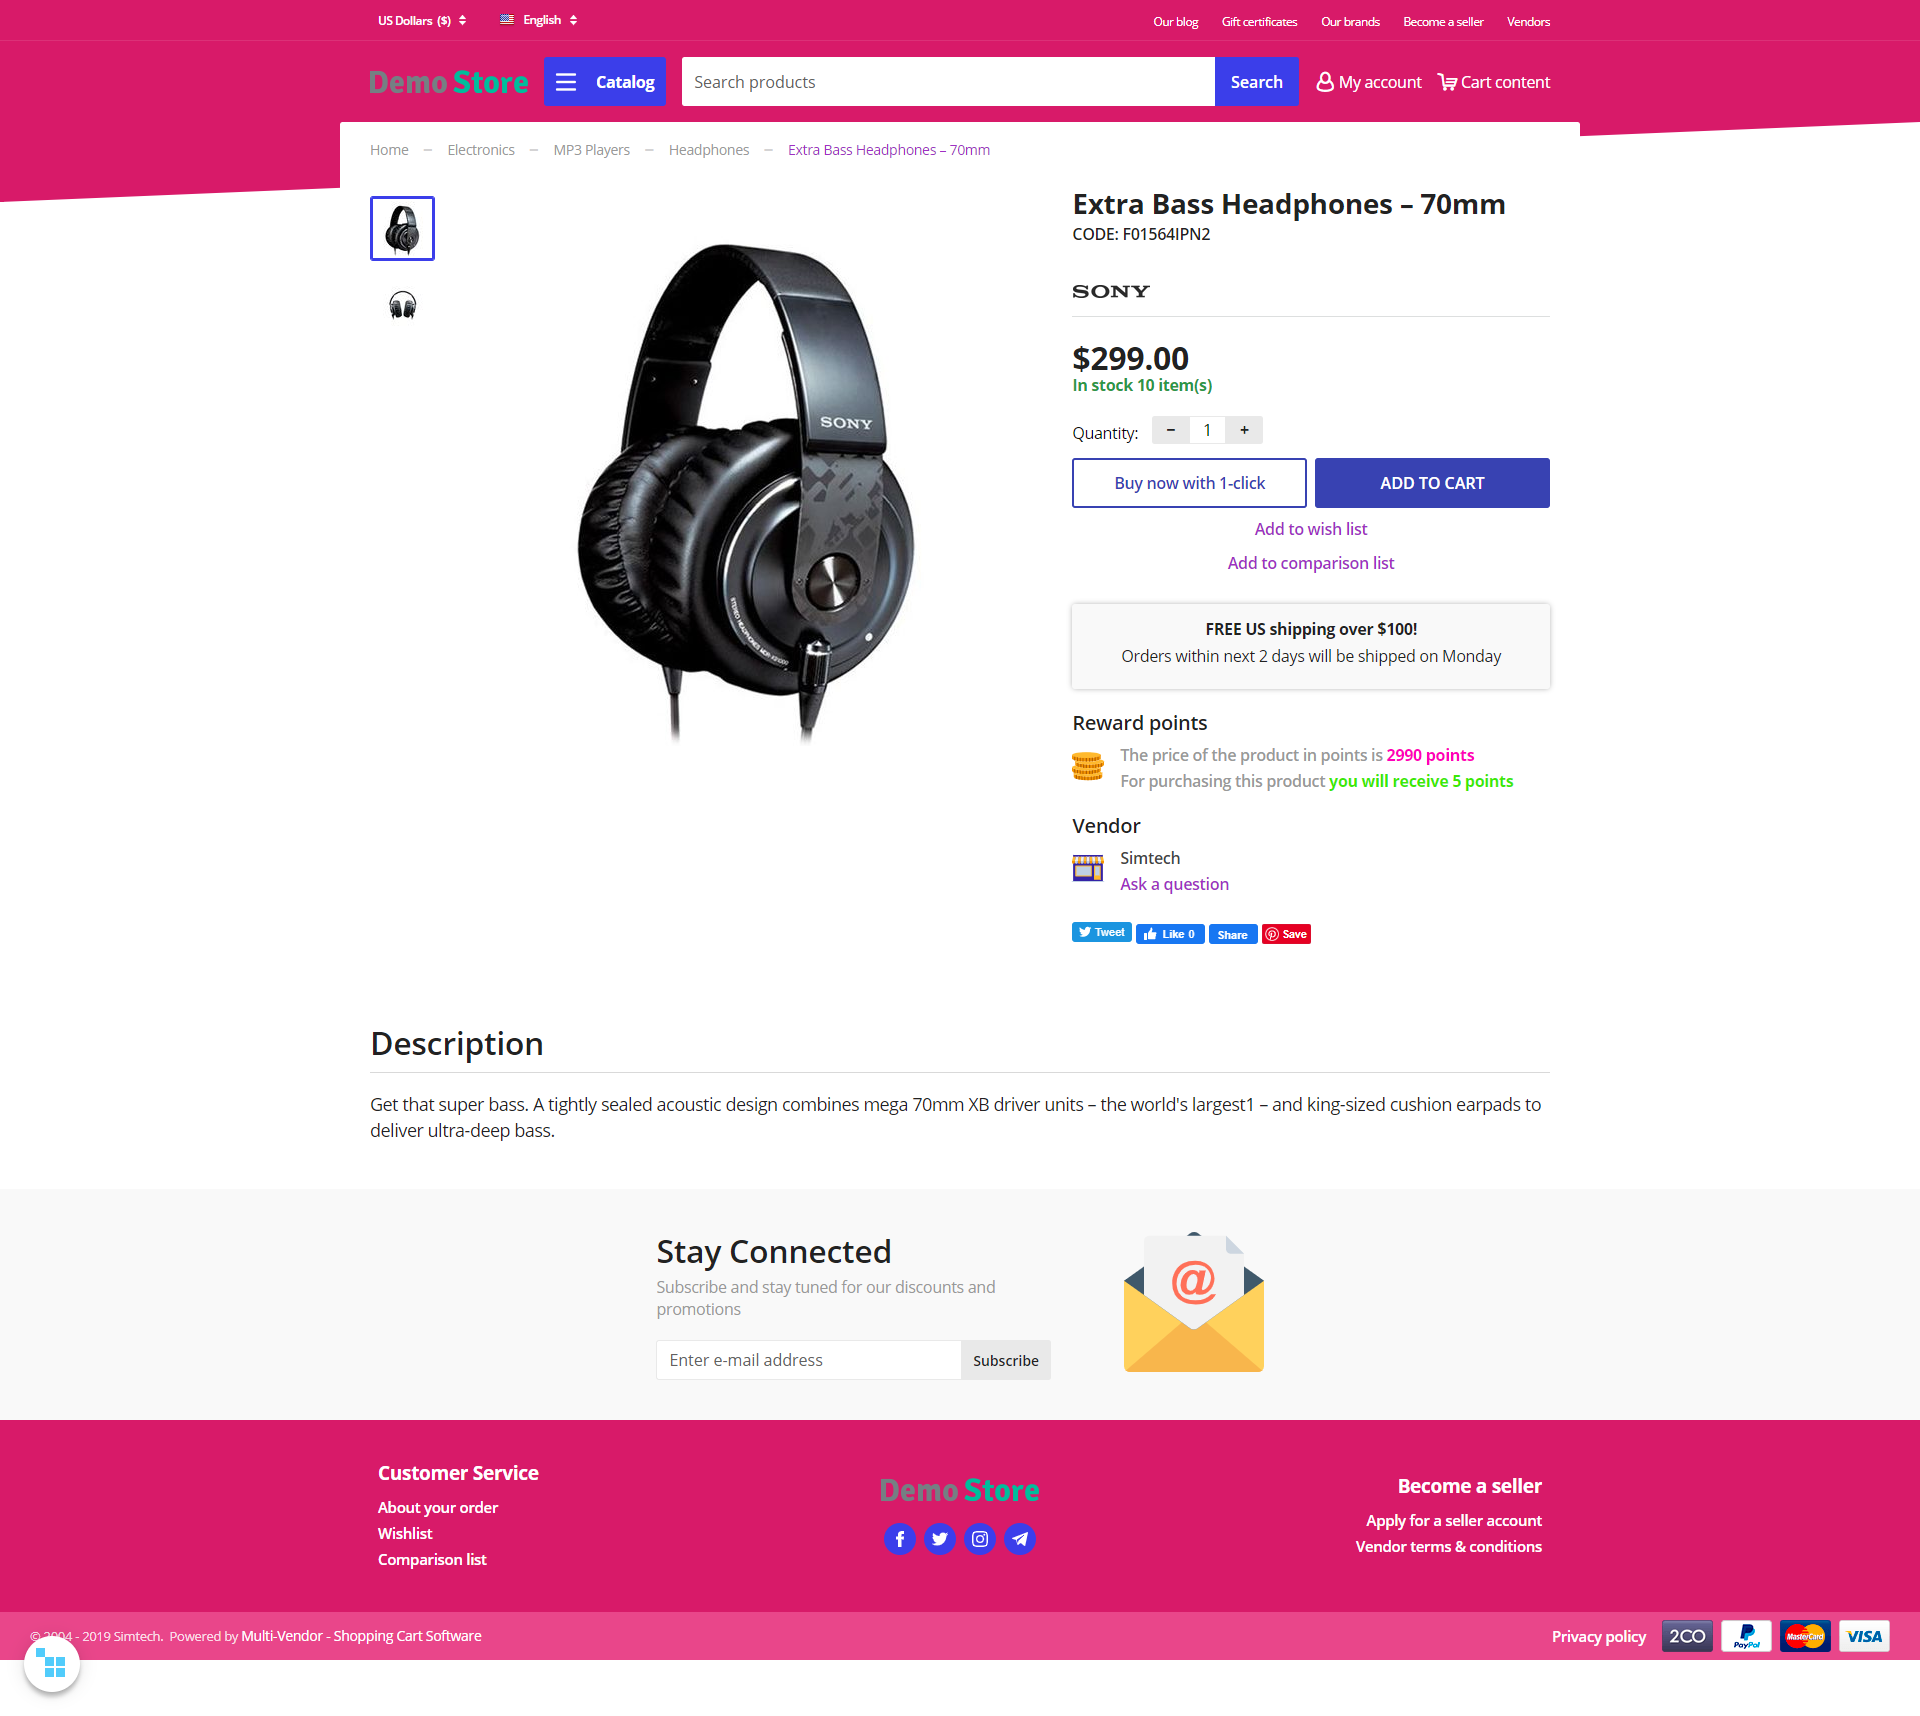 US Dollars ($) English Our blog Gift certificates Our brands Become a seller Vendors
Demo Store Catalog Search products Search My account Cart content
Home – Electronics – MP3 Players – Headphones – Extra Bass Headphones – 70mm
Extra Bass Headphones – 70mm
CODE: F01564IPN2
SONY
$299.00
In stock 10 item(s)
Quantity: − 1 +
SONY
Buy now with 1-click ADD TO CART
Add to wish list
Add to comparison list
STEREO HEADPHONES
FREE US shipping over $100!
Orders within next 2 days will be shipped on Monday
Reward points
The price of the product in points is 2990 points
For purchasing this product you will receive 5 points
Vendor
Simtech
Ask a question
Tweet Like 0 Share Save
Description
Get that super bass. A tightly sealed acoustic design combines mega 70mm XB driver units – the world's largest1 – and king-sized cushion earpads to
deliver ultra-deep bass.
Stay Connected
Subscribe and stay tuned for our discounts and
promotions
@
Enter e-mail address Subscribe
Customer Service
About your order
Wishlist
Comparison list
Demo Store
Become a seller
Apply for a seller account
Vendor terms & conditions
© 2004 - 2019 Simtech. Powered by Multi-Vendor - Shopping Cart Software
Privacy policy 2CO PayPal MasterCard VISA